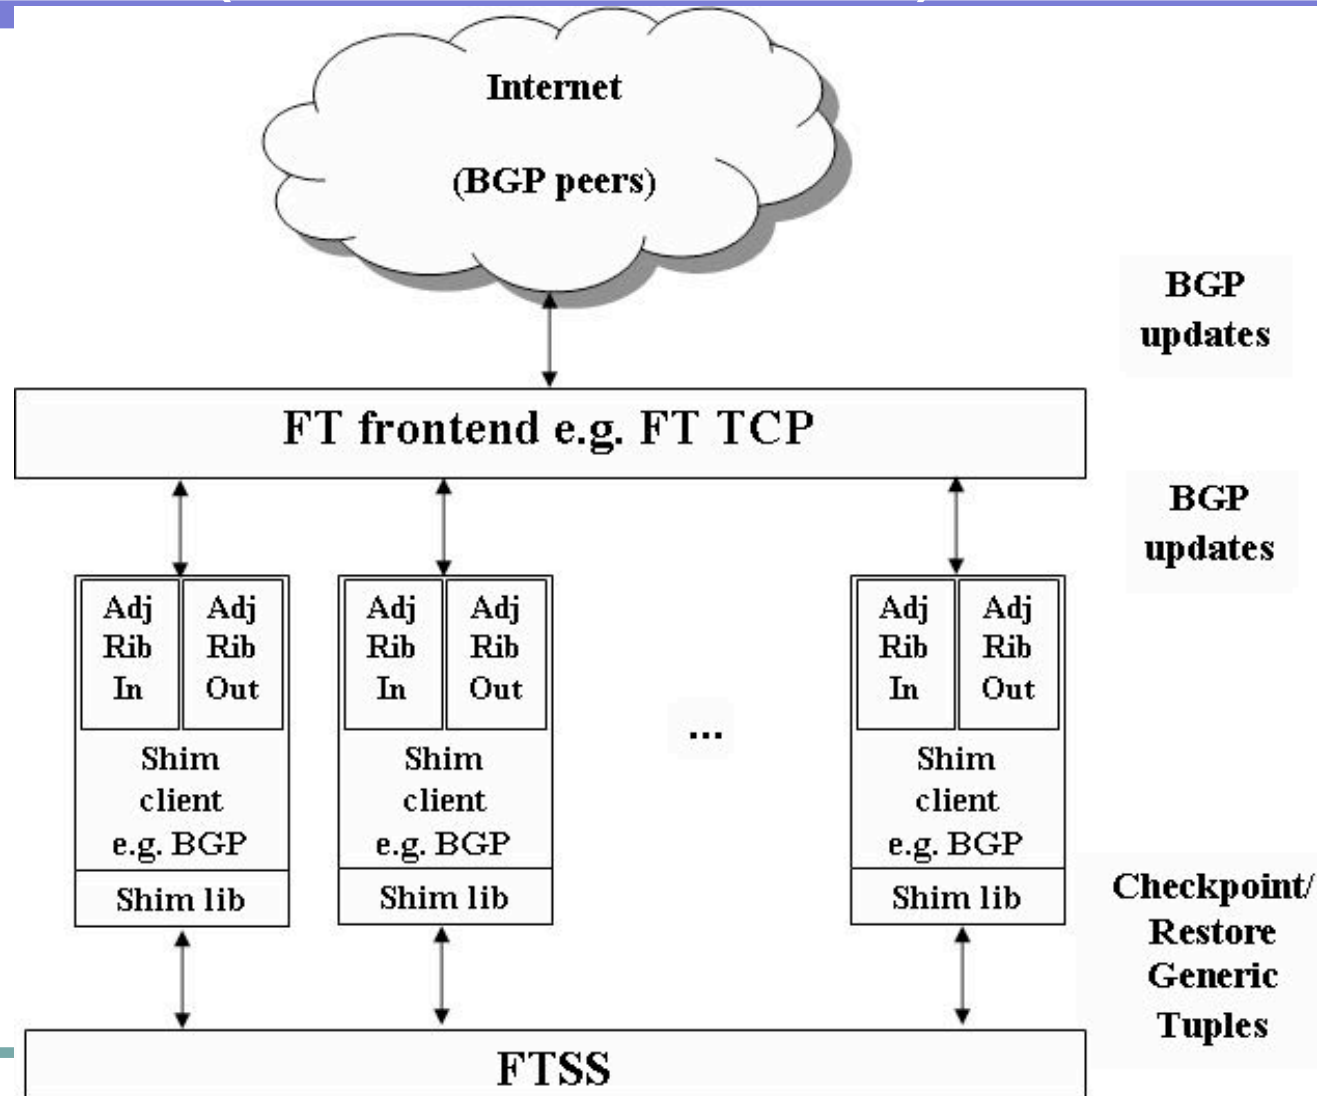 Internet
(BGP peers)
BGP
updates
FT frontend e.g. FT TCP
BGP
updates
Adj
Rib
In
Adj
Rib
Out
Shim
client
e.g. BGP
Shim lib
Adj
Rib
In
Adj
Rib
Out
Shim
client
e.g. BGP
Shim lib
...
Adj
Rib
In
Adj
Rib
Out
Shim
client
e.g. BGP
Shim lib
Checkpoint/
Restore
Generic
Tuples
FTSS